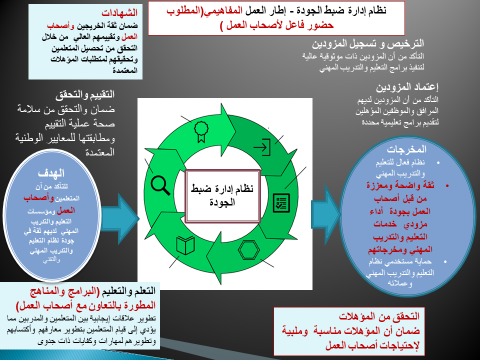 نظام إدارة ضبط الجودة - إطار العمل المفاهيمي(المطلوب
حضور فاعل لأصحاب العمل )
الشهادات
ضمان ثقة الخريجين وأصحاب
العمل وتقييمهم العالي من خلال
التحقق من تحصيل المتعلمين
وتحقيقهم لمتطلبات المؤهلات
المعتمدة
الترخيص و تسجيل المزودين
التأكد من أن المزودين ذات موثوقية عالية
لتنفيذ برامج التعليم والتدريب المهني
إعتماد المزودين
التأكد من أن المزودين لديهم
المرافق والموظفين المؤهلين
لتقديم برامج تعليمية محددة
التقييم والتحقق
ضمان والتحقق من سلامة
صحة عملية التقييم
ومطابقتها للمعايير الوطنية
المعتمدة
المخرجات
نظام فعال للتعليم
والتدريب المهني
ثقة واضحة ومعززة
من قبل أصحاب
العمل بجودة أداء
مزودي خدمات
التعليم والتدريب
المهني ومخرجاتهم
حماية مستخدمي نظام
التعليم والتدريب المهني
وعملائه
نظام إدارة ضبط
الجودة
الهدف
للتأكد من أن
المتعلمين وأصحاب
العمل ومؤسسات
التعليم والتدريب
المهني لديهم ثقة في
جودة نظام التعليم
والتدريب المهني
والتقني
التعلم والتعليم (البرامج والمناهج
المطورة بالتعاون مع أصحاب العمل)
تطوير علاقات إيجابية بين المتعلمين والمدربين مما
يؤدي إلى قيام المتعلمين بتطوير معارفهم وأكتسابهم
وتطويرهم لمهارات وكفايات ذات جدوى
التحقق من المؤهلات
ضمان أن المؤهلات مناسبة وملبية
لإحتياجات أصحاب العمل